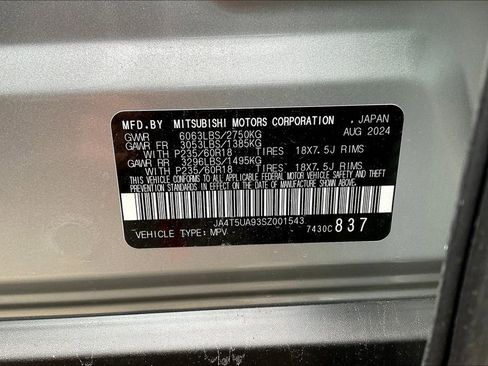 MFD.BY MITSUBISHI MOTORS CORPORATION , JAPAN
GVWR 6063LBS/2750KG AUG 2024
GAWR FR 3053LBS/1385KG
WITH P235/60R18 TIRES 18X7.5J RIMS
GAWR RR 3296LBS/1495KG
WITH P235/60R18 TIRES 18X7.5J RIMS
THIS VEHICLE CONFORMS TO ALL APPLICABLE FEDERAL MOTOR VEHICLE SAFETY AND THEFT
PREVENTION STANDARDS IN EFFECT ON THE DATE OF MANUFACTURE SHOWN ABOVE.
JA4T5UA93SZ001543
VEHICLE TYPE: MPV 7430C 837